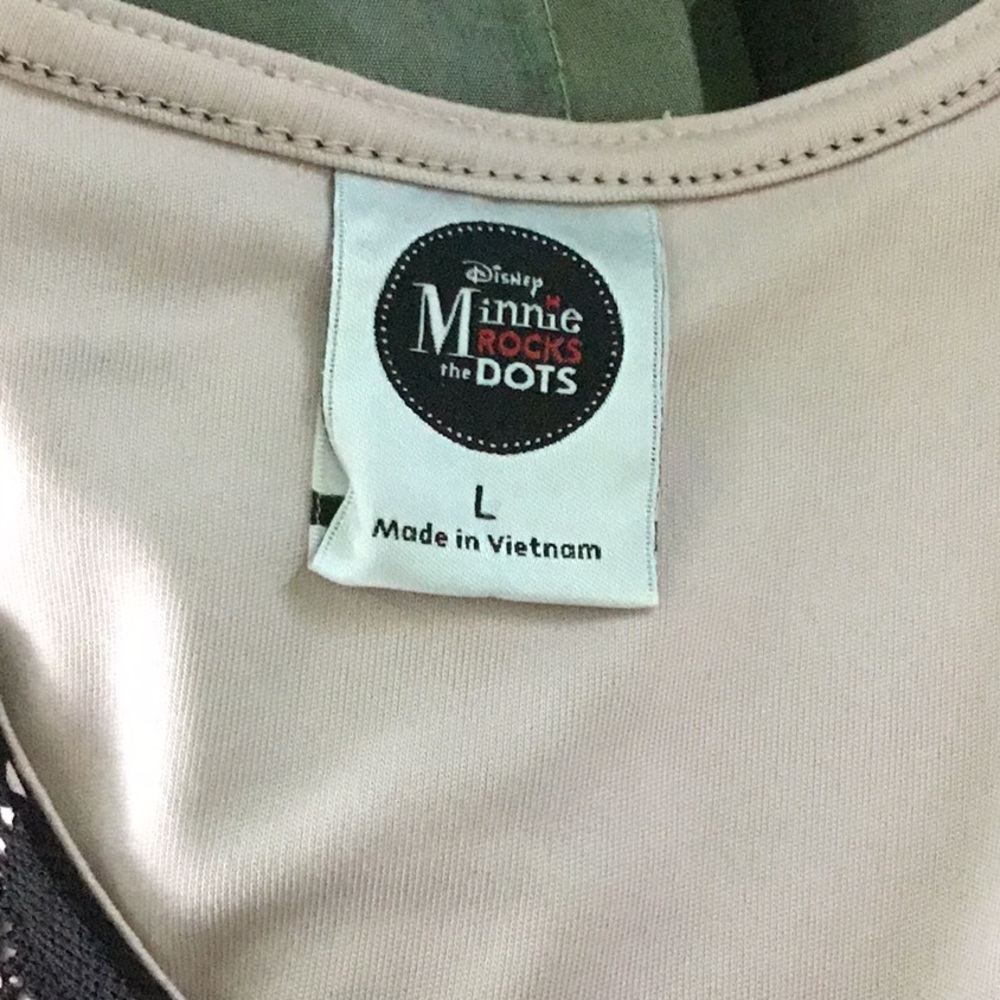 Disney
Minnie
ROCKS
the DOTS
L
Made in Vietnam